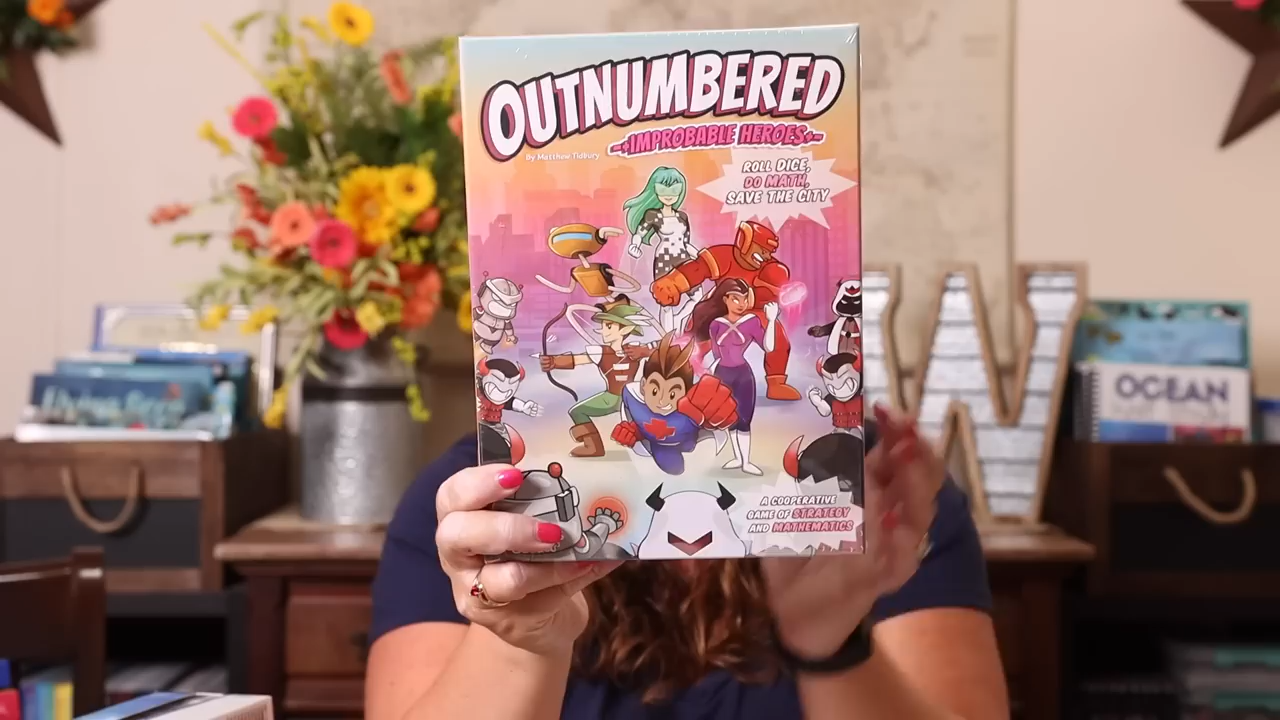 OUTNUMBERED
IMPROBABLE HEROES
By Matthew Tidbury
ROLL DICE,
DO MATH,
SAVE THE CITY
A COOPERATIVE
GAME OF STRATEGY
AND MATHEMATICS
W
OCEAN